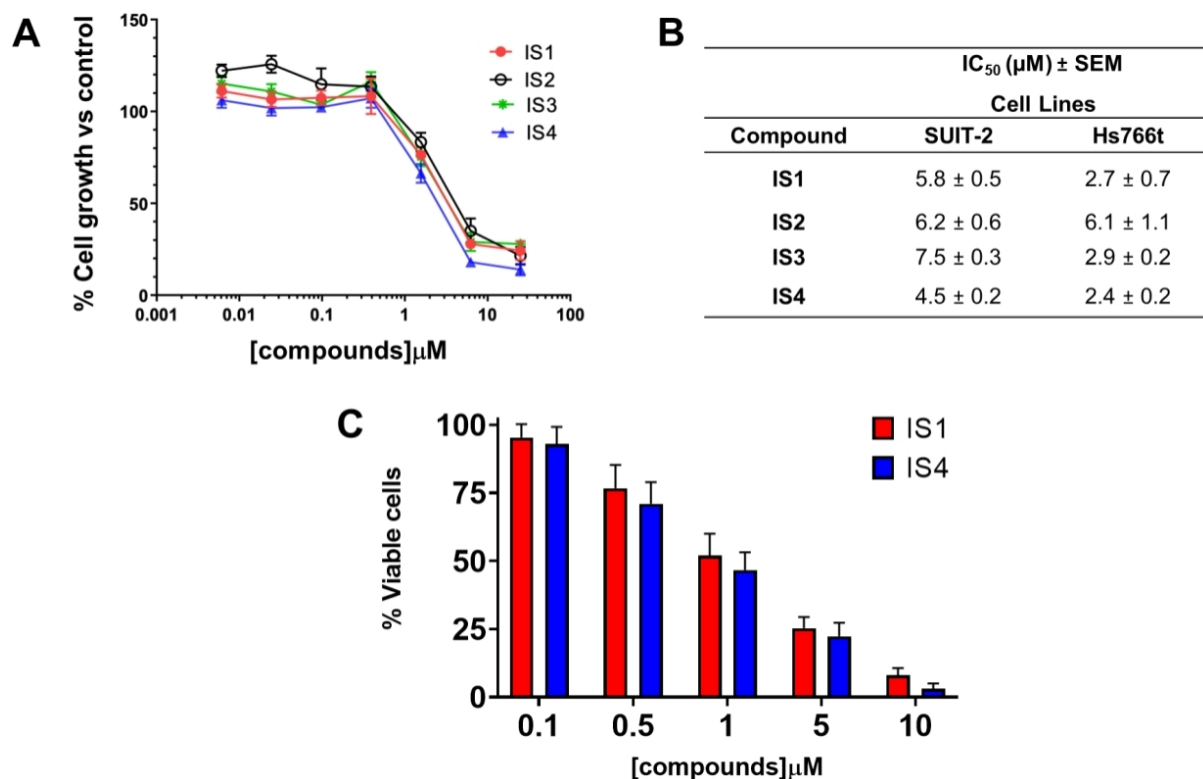 A
% Cell growth vs control
150
100
50
0
0.001 0.01 0.1 1 10 100
[compounds]μM
IS1
IS2
IS3
IS4
B
IC50 (μM) ± SEM
Cell Lines
Compound SUIT-2 Hs766t
IS1 5.8 ± 0.5 2.7 ± 0.7
IS2 6.2 ± 0.6 6.1 ± 1.1
IS3 7.5 ± 0.3 2.9 ± 0.2
IS4 4.5 ± 0.2 2.4 ± 0.2
C
% Viable cells
100
75
50
25
0
0.1 0.5 1 5 10
[compounds]μM
IS1
IS4